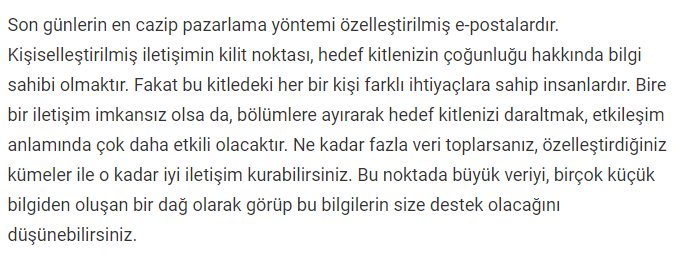 Son günlerin en cazip pazarlama yöntemi özelleştirilmiş e-postalardır.
Kişiselleştirilmiş iletişimin kilit noktası, hedef kitlenizin çoğunluğu hakkında bilgi
sahibi olmaktır. Fakat bu kitledeki her bir kişi farklı ihtiyaçlara sahip insanlardır. Bire
bir iletişim imkansız olsa da, bölümlere ayırarak hedef kitlenizi daraltmak, etkileşim
anlamında çok daha etkili olacaktır. Ne kadar fazla veri toplarsanız, özelleştirdiğiniz
kümeler ile o kadar iyi iletişim kurabilirsiniz. Bu noktada büyük veriyi, birçok küçük
bilgiden oluşan bir dağ olarak görüp bu bilgilerin size destek olacağını
düşünebilirsiniz.